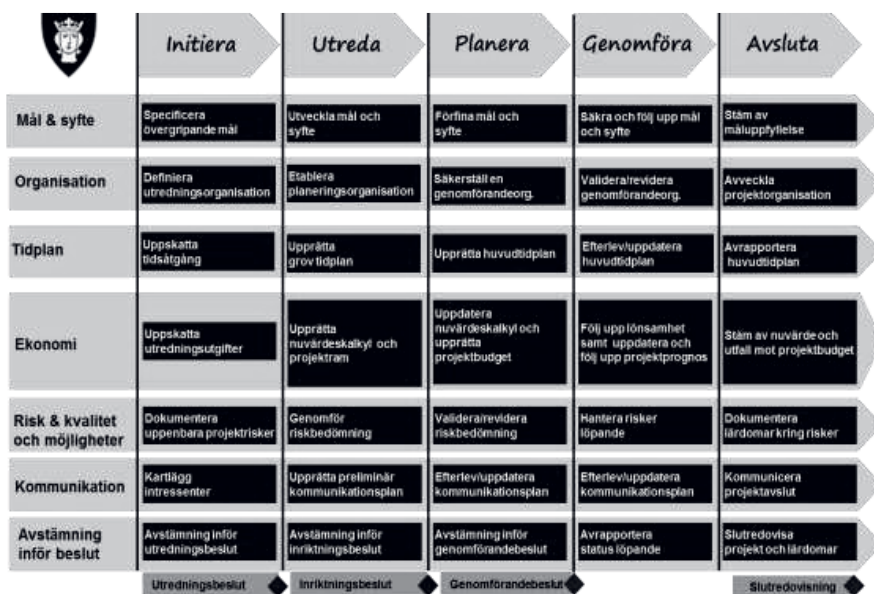 Initiera
Utreda
Planera
Genomföra
Avsluta
Mål & syfte
Specificera
övergripande mål
Utveckla mål och
syfte
Förfina mål och
syfte
Säkra och följ upp mål
och syfte
Stäm av
måluppfyllelse
Organisation
Definiera
utredningsorganisation
Etablera
planeringsorganisation
Säkerställ en
genomförandeorg.
Validera/revidera
genomförandeorg.
Avveckla
projektorganisation
Tidplan
Uppskatta
tidsåtgång
Upprätta
grov tidplan
Upprätta huvudtidplan
Efterlev/uppdatera
huvudtidplan
Avrapportera
huvudtidplan
Ekonomi
Uppskatta
utredningsutgifter
Upprätta
nuvärdeskalkyl och
projektram
Uppdatera
nuvärdeskalkyl och
upprätta
projektbudget
Följ upp lönsamhet
samt uppdatera och
följ upp projektprognos
Stäm av nuvärde och
utfall mot projektbudget
Risk & kvalitet
och möjligheter
Dokumentera
uppenbara projektrisker
Genomför
riskbedömning
Validera/revidera
riskbedömning
Hantera risker
löpande
Dokumentera
lärdomar kring risker
Kommunikation
Kartlägg
intressenter
Upprätta preliminär
kommunikationsplan
Efterlev/uppdatera
kommunikationsplan
Efterlev/uppdatera
kommunikationsplan
Kommunicera
projektavslut
Avstämning
inför beslut
Avstämning inför
utredningsbeslut
Avstämning inför
inriktningsbeslut
Avstämning inför
genomförandebeslut
Avrapportera
status löpande
Slutredovisa
projekt och lärdomar
Utredningsbeslut
Inriktningsbeslut
Genomförandebeslut
Slutredovisning